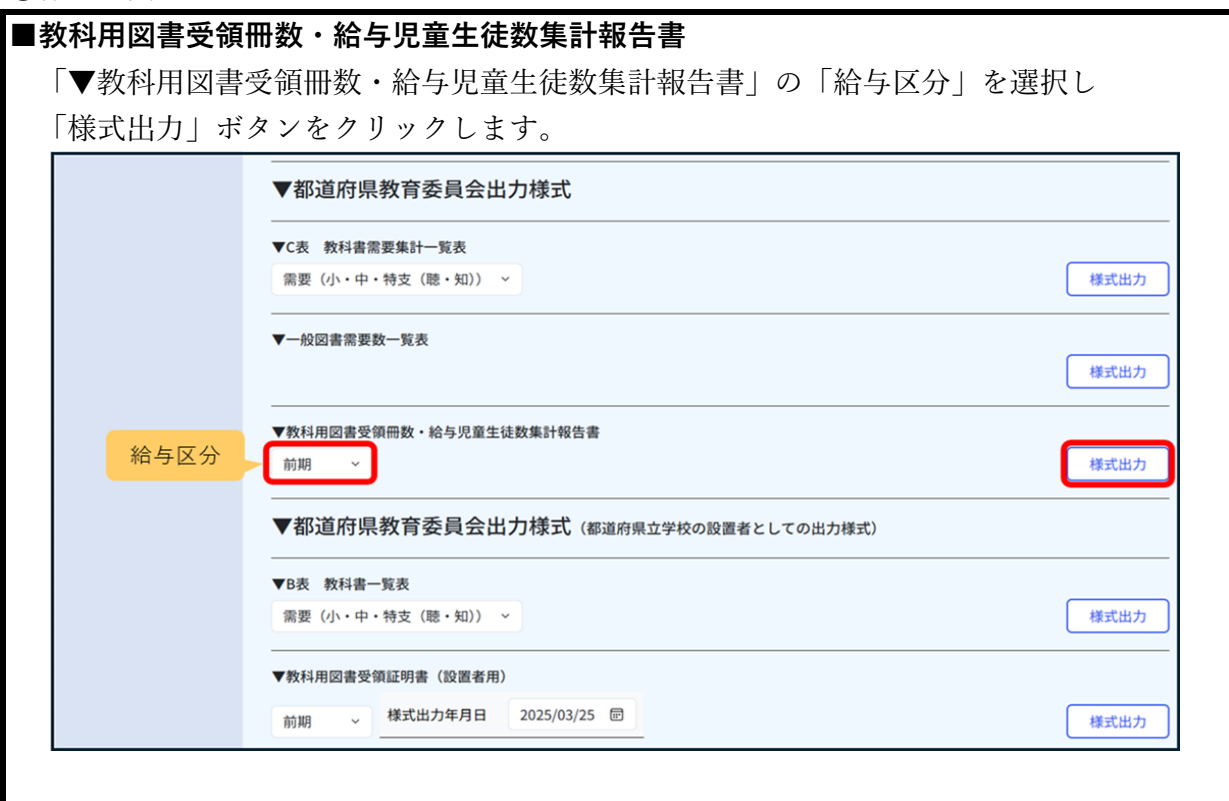 ■教科用図書受領冊数・給与児童生徒数集計報告書
「▼教科用図書受領冊数・給与児童生徒数集計報告書」の「給与区分」を選択し
「様式出力」ボタンをクリックします。
▼都道府県教育委員会出力様式
▼C表　教科書需要集計一覧表
需要（小・中・特支（聴・知））
様式出力
▼一般図書需要数一覧表
様式出力
▼教科用図書受領冊数・給与児童生徒数集計報告書
給与区分
前期
様式出力
▼都道府県教育委員会出力様式（都道府県立学校の設置者としての出力様式）
▼B表　教科書一覧表
需要（小・中・特支（聴・知））
様式出力
▼教科用図書受領証明書（設置者用）
前期
様式出力年月日
2025/03/25
様式出力